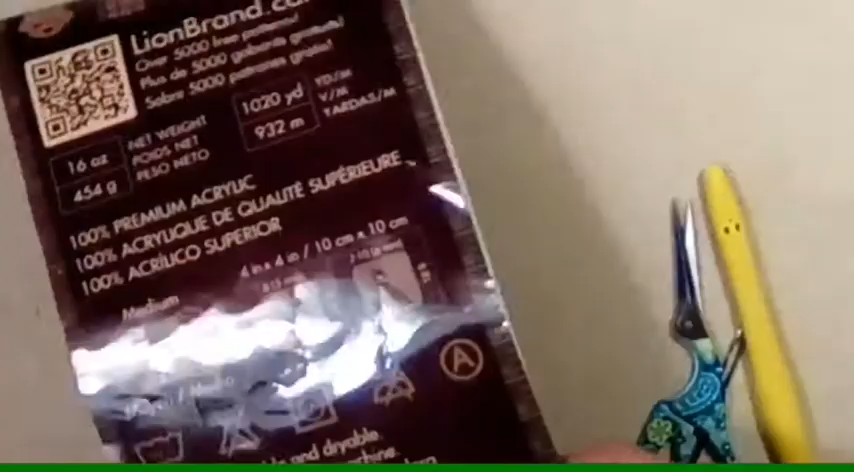 LionBrand.co
Over 5000 free patterns!
Plus de 5000 gabarits gratuits!
Sobre 5000 patrones gratis!
16 oz
454 g
NET WEIGHT
POIDS NET
PESO NETO
1020 yd
932 m
YD/M
V/M
YARDAS/M
100% PREMIUM ACRYLIC
100% ACRYLIQUE DE QUALITÉ SUPÉRIEURE
100% ACRÍLICO SUPERIOR
4 in x 4 in / 10 cm x 10 cm
Medium
A
and dryable.